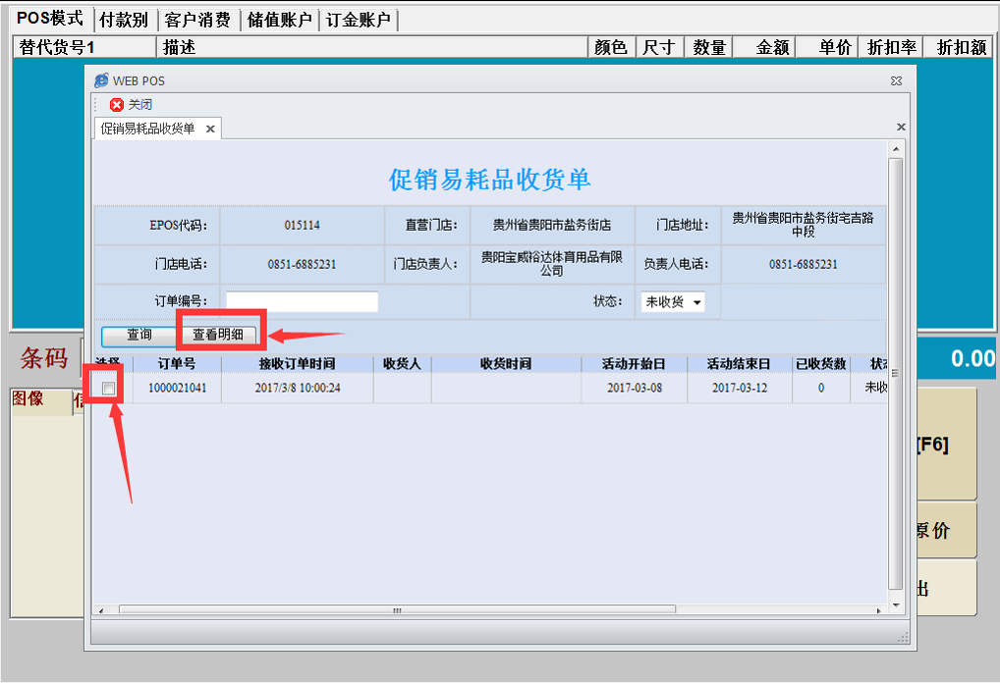 POS模式 付款别 客户消费 储值账户 订金账户
替代货号1 描述 颜色 尺寸 数量 金额 单价 折扣率 折扣额
WEB POS
关闭
促销易耗品收货单
促销易耗品收货单
EPOS代码： 015114 直营门店： 贵州省贵阳市盐务街店 门店地址： 贵州省贵阳市盐务街宅吉路
中段
门店电话： 0851-6885231 门店负责人： 贵阳宝威裕达体育用品有限
公司 负责人电话： 0851-6885231
订单编号： 状态： 未收货
查询 查看明细
条码 0.00
选择 订单号 接收订单时间 收货人 收货时间 活动开始日 活动结束日 已收货数
1000021041 2017/3/8 10:00:24 2017-03-08 2017-03-12 0 未收
图像
[F6]
原价
出